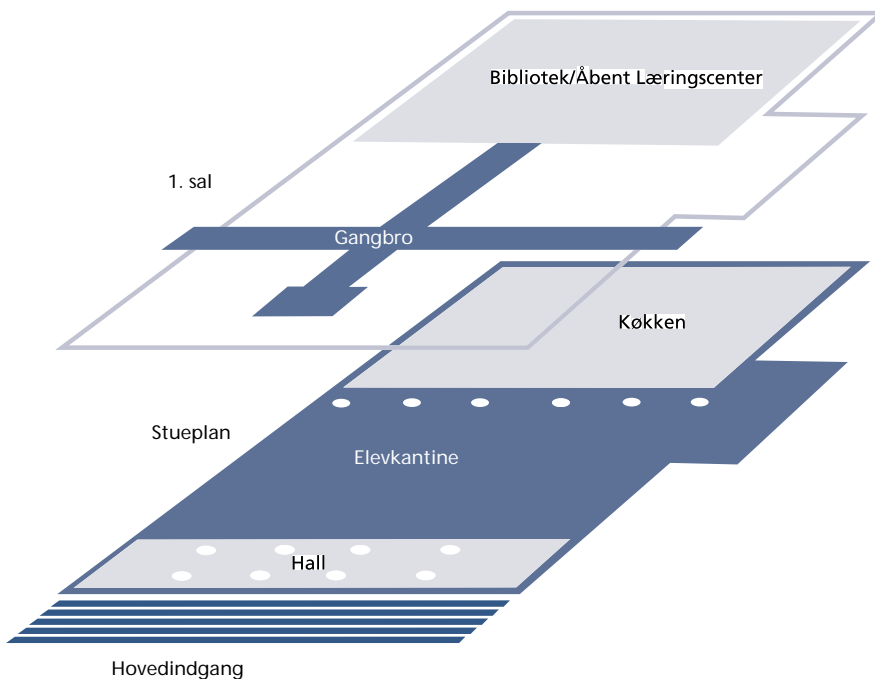 Bibliotek/Åbent Læringscenter
1. sal
Gangbro
Køkken
Stueplan
Elevkantine
Hall
Hovedindgang